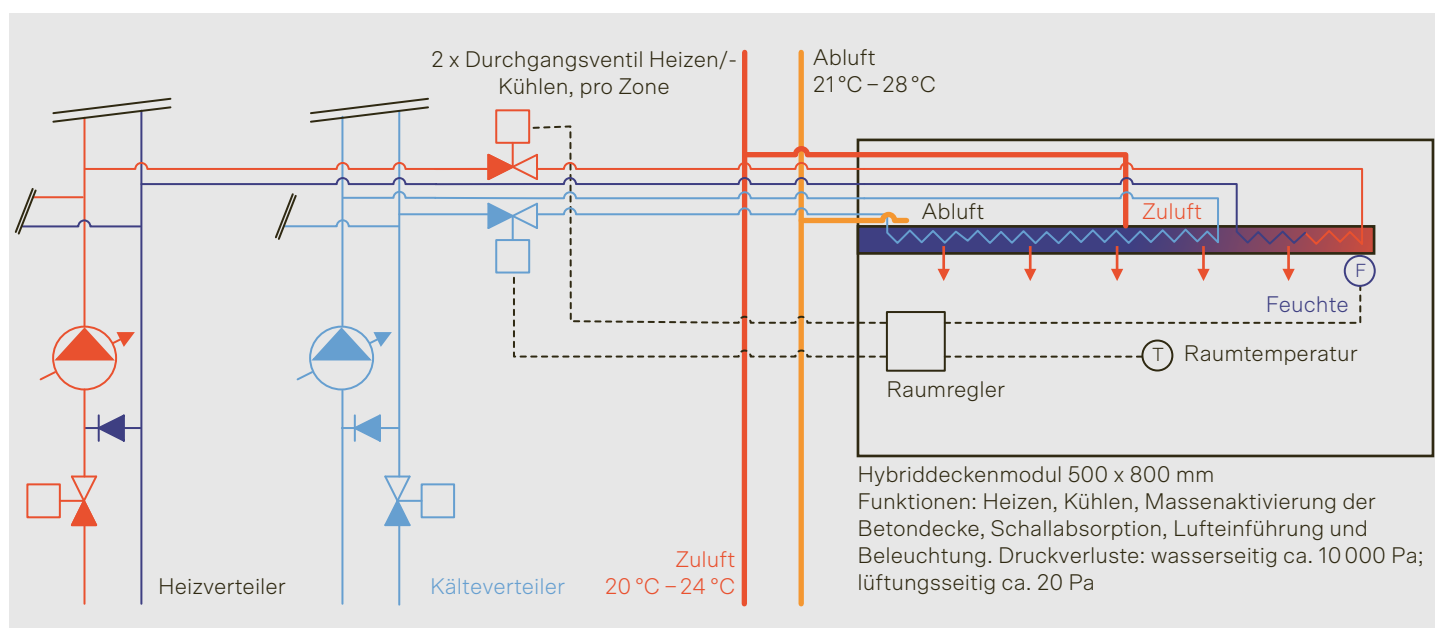 2 x Durchgangsventil Heizen/-
Kühlen, pro Zone
Abluft
21 °C – 28 °C
Abluft
Zuluft
F
Feuchte
T
Raumtemperatur
Raumregler
Hybriddeckenmodul 500 x 800 mm
Funktionen: Heizen, Kühlen, Massenaktivierung der
Betondecke, Schallabsorption, Lufteinführung und
Beleuchtung. Druckverluste: wasserseitig ca. 10 000 Pa;
lüftungsseitig ca. 20 Pa
Zuluft
20 °C – 24 °C
Heizverteiler
Kälteverteiler